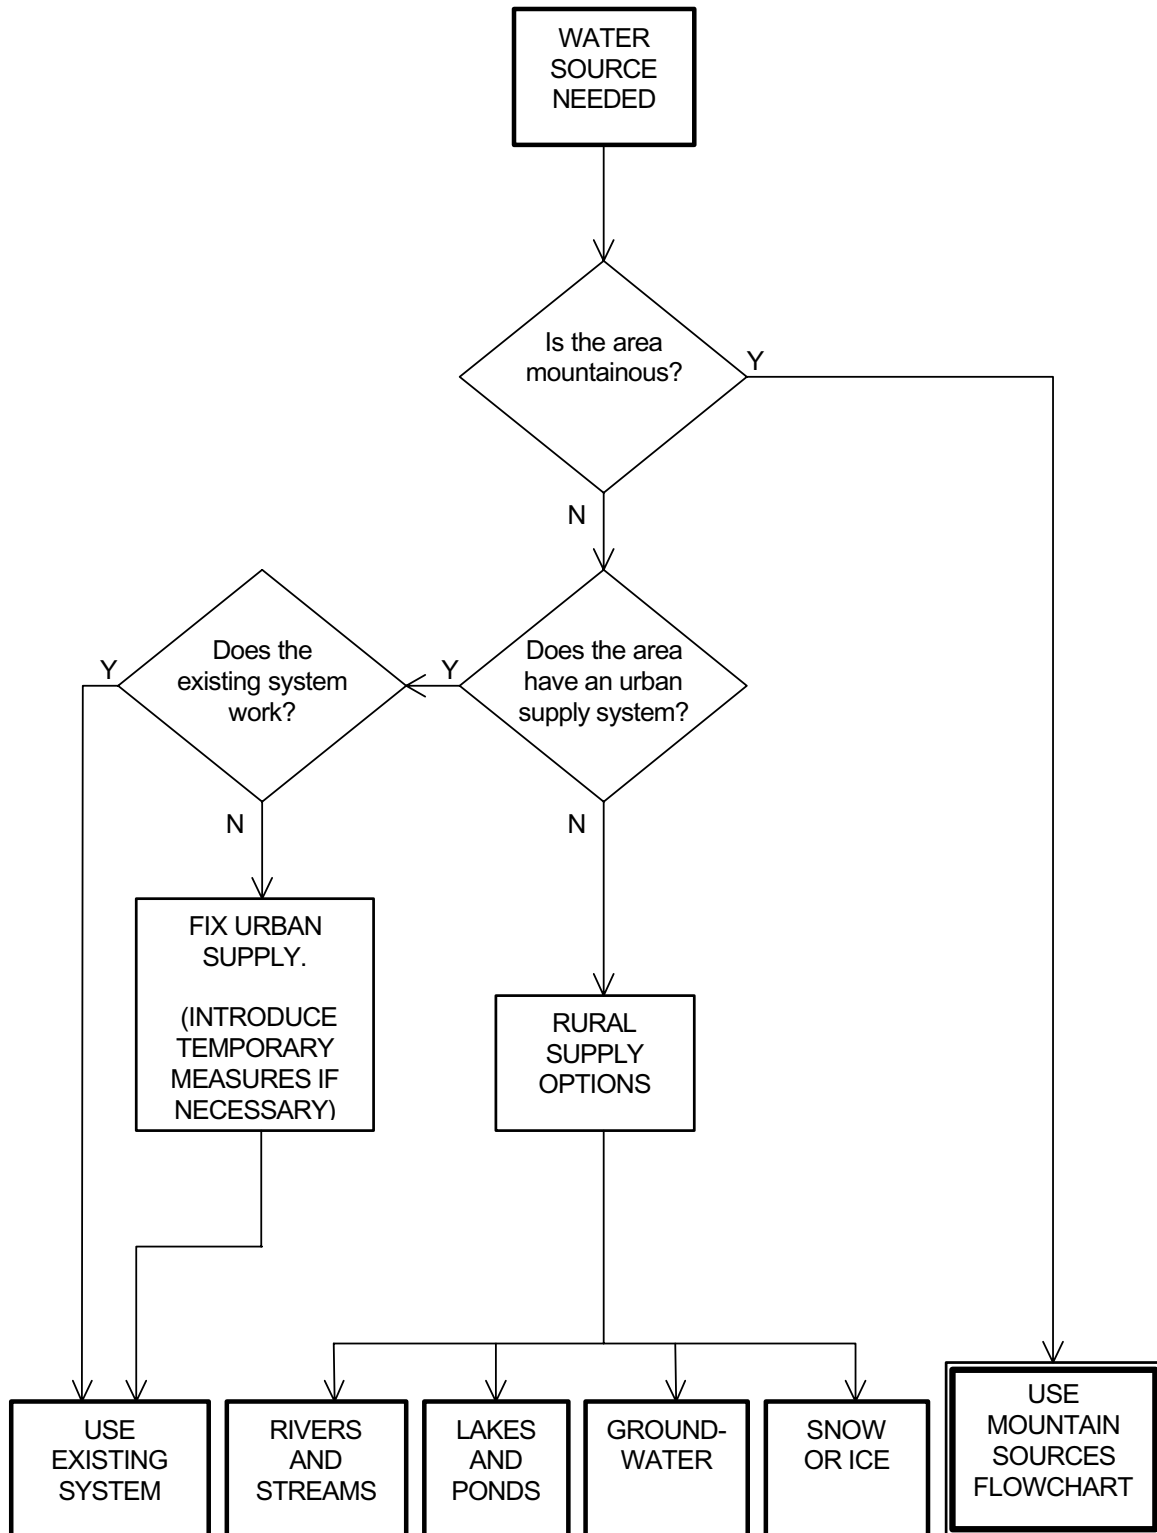 WATER
SOURCE
NEEDED
Is the area
mountainous?
Y
N
Does the
existing system
work?
Y
Y
Does the area
have an urban
supply system?
N
N
FIX URBAN
SUPPLY.
(INTRODUCE
TEMPORARY
MEASURES IF
NECESSARY)
RURAL
SUPPLY
OPTIONS
USE
EXISTING
SYSTEM
RIVERS
AND
STREAMS
LAKES
AND
PONDS
GROUND-
WATER
SNOW
OR ICE
USE
MOUNTAIN
SOURCES
FLOWCHART